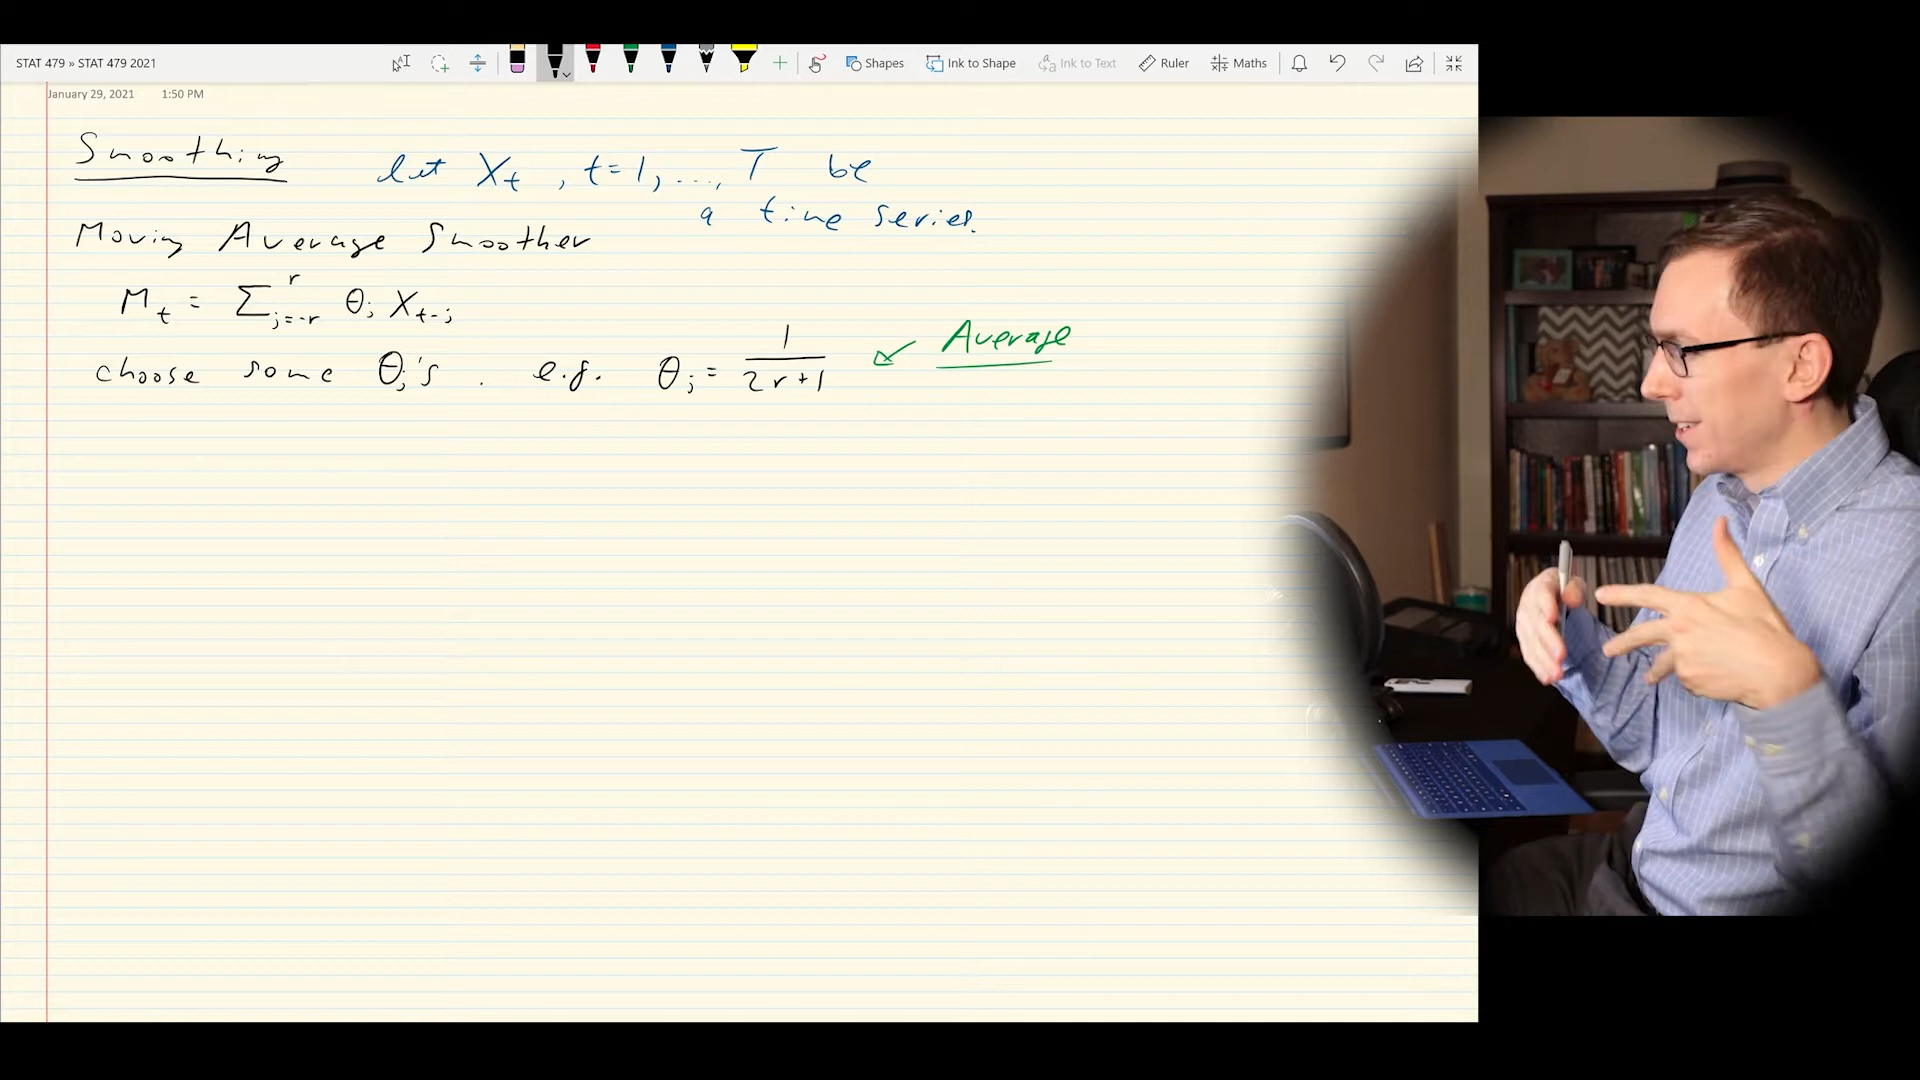 STAT 479 » STAT 479 2021
Shapes Ink to Shape Ink to Text Ruler Maths
January 29, 2021 1:50 PM
Smoothing
let Xt , t=1, ..., T be
a time series.
Moving Average Smoother
Mt = ∑ʳj=-r θj Xt-j
choose some θj's . e.g. θj = 1/(2r+1) ↙ Average